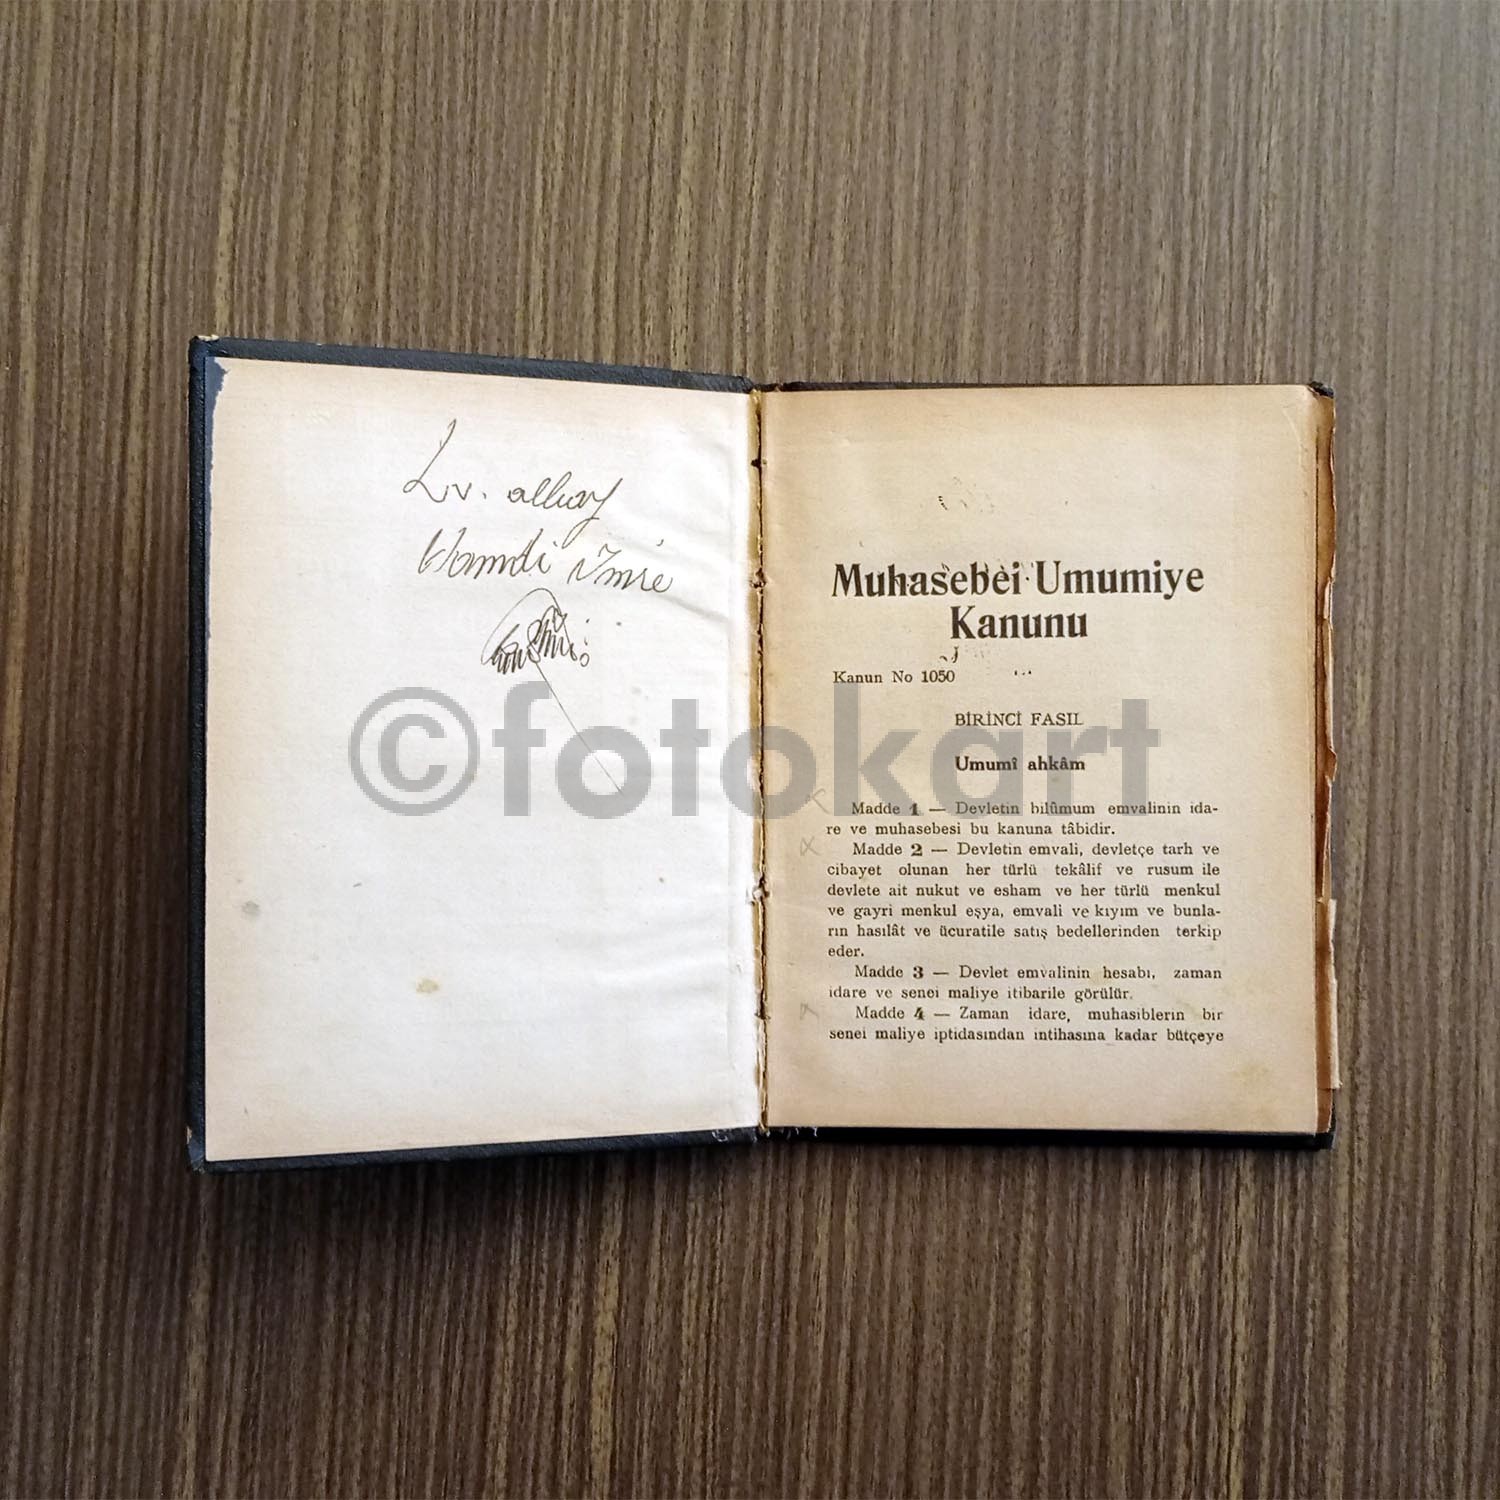 Lv. albay
Hamdi İmre
Muhasebei Umumiye
Kanunu
Kanun No 1050
BİRİNCİ FASIL
Umumî ahkâm
Madde 1 — Devletin bilûmum emvalinin ida-
re ve muhasebesi bu kanuna tâbidir.
Madde 2 — Devletin emvali, devletçe tarh ve
cibayet olunan her türlü tekâlif ve rusum ile
devlete ait nukut ve esham ve her türlü menkul
ve gayri menkul eşya, emvali ve kıyım ve bunla-
rın hasılât ve ücuratile satış bedellerinden terkip
eder.
Madde 3 — Devlet emvalinin hesabı, zaman
idare ve senei maliye itibarile görülür.
Madde 4 — Zaman idare, muhasiblerin bir
senei maliye iptidasından intihasına kadar bütçeye
©fotokart